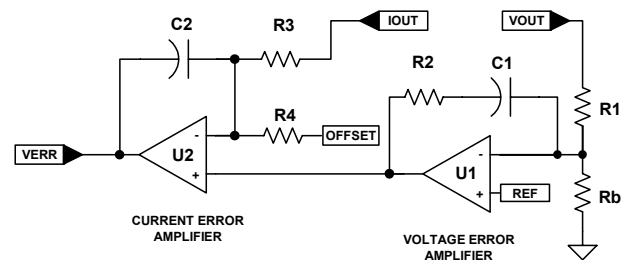 C2
R3
IOUT
VOUT
R2
C1
R1
R4
-
OFFSET
VERR
U2
+
-
U1
+
REF
Rb
CURRENT ERROR
AMPLIFIER
VOLTAGE ERROR
AMPLIFIER